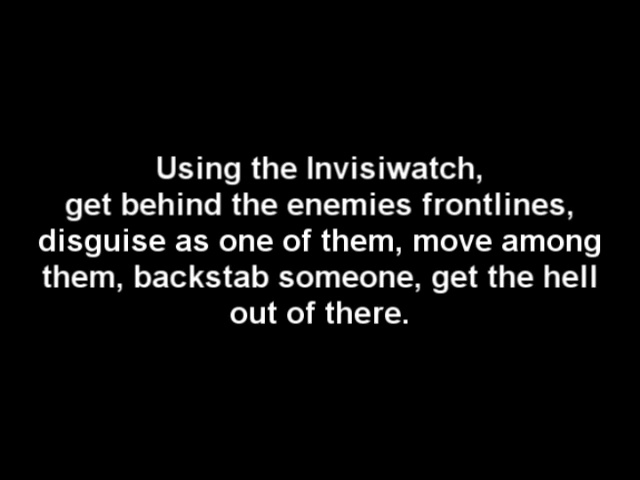 Using the Invisiwatch,
get behind the enemies frontlines,
disguise as one of them, move among
them, backstab someone, get the hell
out of there.